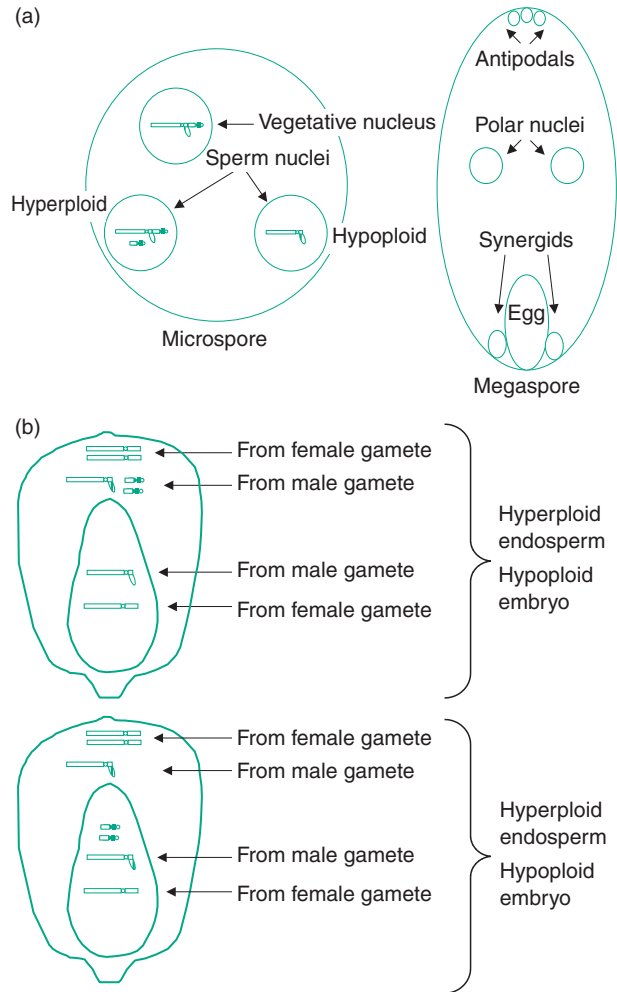 (a)
Antipodals
Vegetative nucleus
Polar nuclei
Sperm nuclei
Hyperploid
Hypoploid
Synergids
Egg
Microspore
Megaspore
(b)
From female gamete
From male gamete
From male gamete
From female gamete
Hyperploid
endosperm
Hypoploid
embryo
From female gamete
From male gamete
From male gamete
From female gamete
Hyperploid
endosperm
Hypoploid
embryo